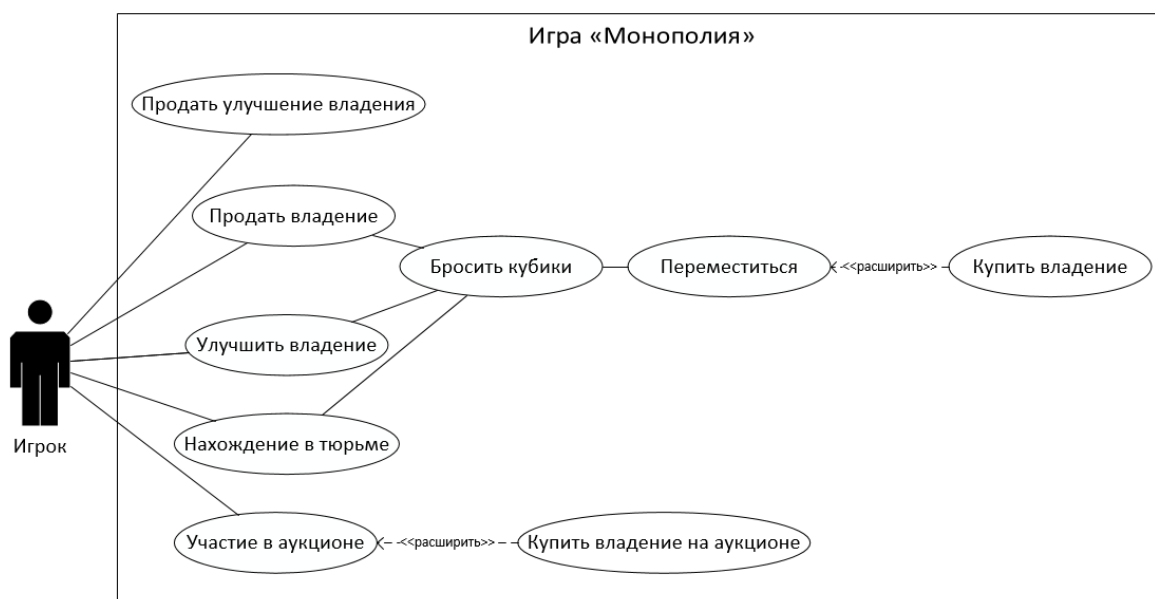 Игра «Монополия»
Продать улучшение владения
Продать владение
Бросить кубики
Переместиться
<<расширить>>
Купить владение
Улучшить владение
Нахождение в тюрьме
Игрок
Участие в аукционе
<<расширить>>
Купить владение на аукционе